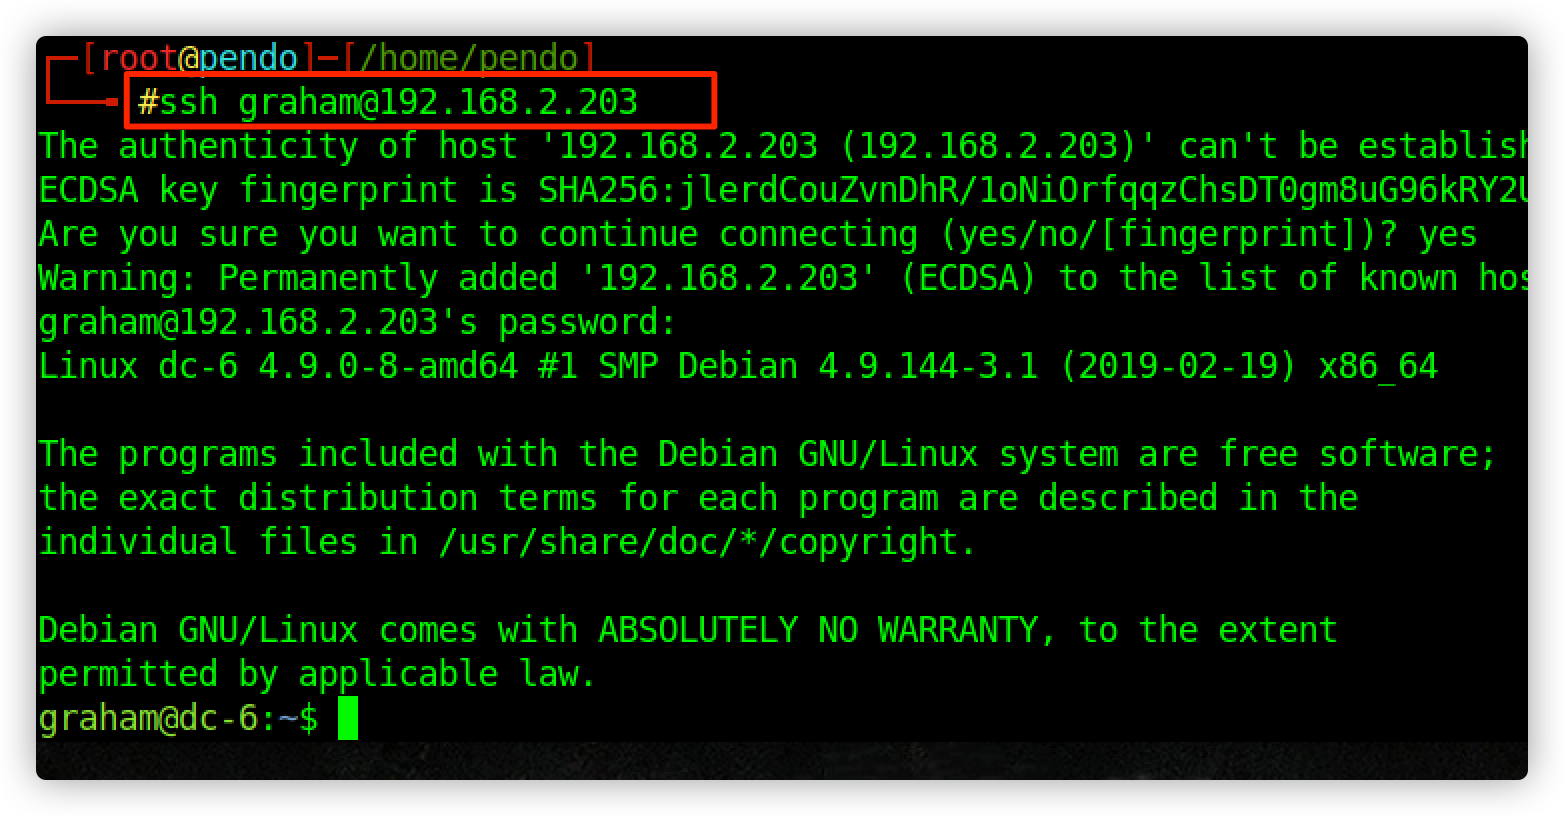 [root@pendo]─[/home/pendo]
#ssh graham@192.168.2.203
The authenticity of host '192.168.2.203 (192.168.2.203)' can't be establish
ECDSA key fingerprint is SHA256:jlerdCouZvnDhR/1oNiOrfqqzChsDT0gm8uG96kRY2U
Are you sure you want to continue connecting (yes/no/[fingerprint])? yes
Warning: Permanently added '192.168.2.203' (ECDSA) to the list of known hos
graham@192.168.2.203's password:
Linux dc-6 4.9.0-8-amd64 #1 SMP Debian 4.9.144-3.1 (2019-02-19) x86_64
The programs included with the Debian GNU/Linux system are free software;
the exact distribution terms for each program are described in the
individual files in /usr/share/doc/*/copyright.
Debian GNU/Linux comes with ABSOLUTELY NO WARRANTY, to the extent
permitted by applicable law.
graham@dc-6:~$